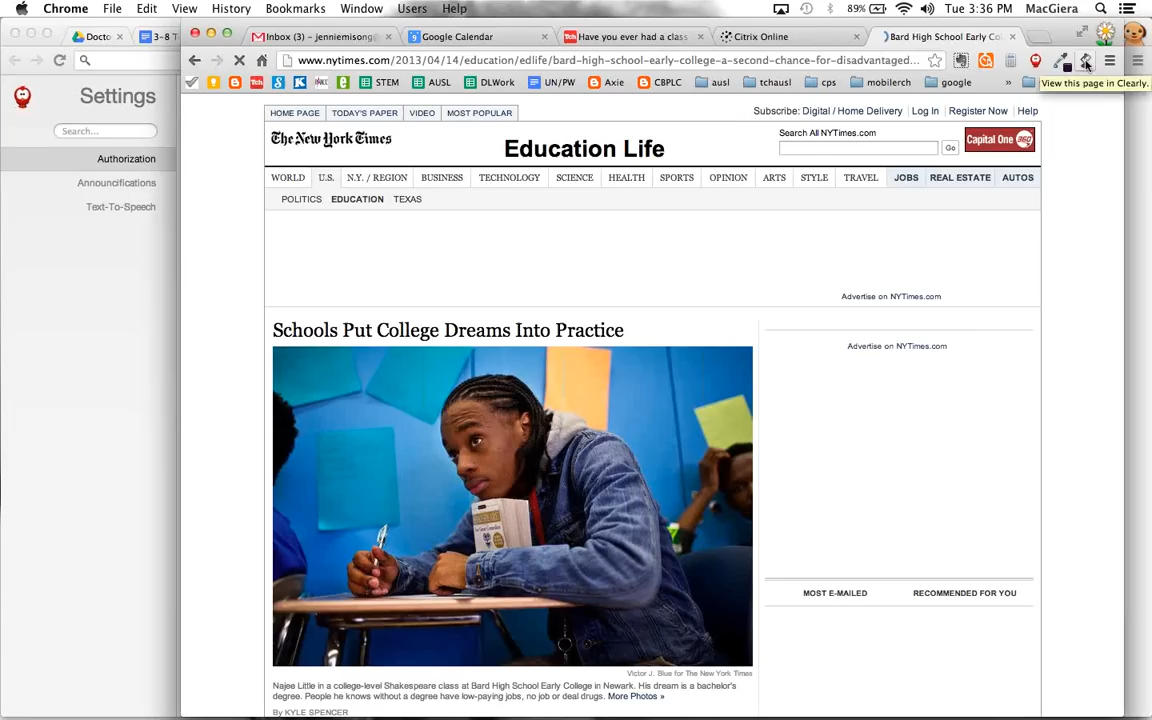 Chrome File Edit View History Bookmarks Window Users Help 89% Tue 3:36 PM MacGiera
Docto × 3–8 T Inbox (3) – jenniemisong × Google Calendar × Have you ever had a class × Citrix Online × Bard High School Early Co ×
www.nytimes.com/2013/04/14/education/edlife/bard-high-school-early-college-a-second-chance-for-disadvantaged...
Tch STEM AUSL DLWork UN/PW Axie CBPLC ausl tchausl cps mobilerch google »
View this page in Clearly.
Settings
Search...
Authorization
Announcifications
Text-To-Speech
HOME PAGE TODAY'S PAPER VIDEO MOST POPULAR
Subscribe: Digital / Home Delivery Log In Register Now Help
The New York Times
Education Life
Search All NYTimes.com
Go
Capital One 360
WORLD U.S. N.Y. / REGION BUSINESS TECHNOLOGY SCIENCE HEALTH SPORTS OPINION ARTS STYLE TRAVEL JOBS REAL ESTATE AUTOS
POLITICS EDUCATION TEXAS
Advertise on NYTimes.com
Schools Put College Dreams Into Practice
Advertise on NYTimes.com
MOST E-MAILED RECOMMENDED FOR YOU
Victor J. Blue for The New York Times
Najee Little in a college-level Shakespeare class at Bard High School Early College in Newark. His dream is a bachelor's
degree. People he knows without a degree have low-paying jobs, no job or deal drugs. More Photos »
By KYLE SPENCER